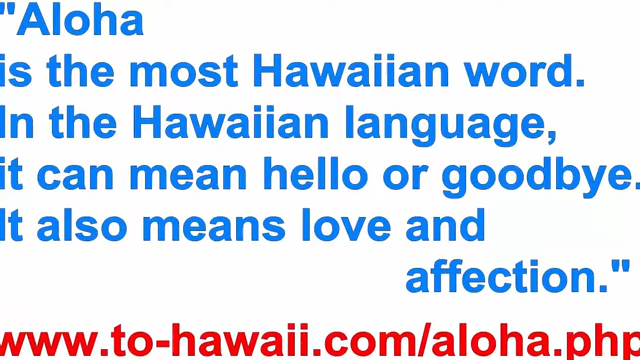 "Aloha
is the most Hawaiian word.
In the Hawaiian language,
it can mean hello or goodbye.
It also means love and
affection."
www.to-hawaii.com/aloha.php